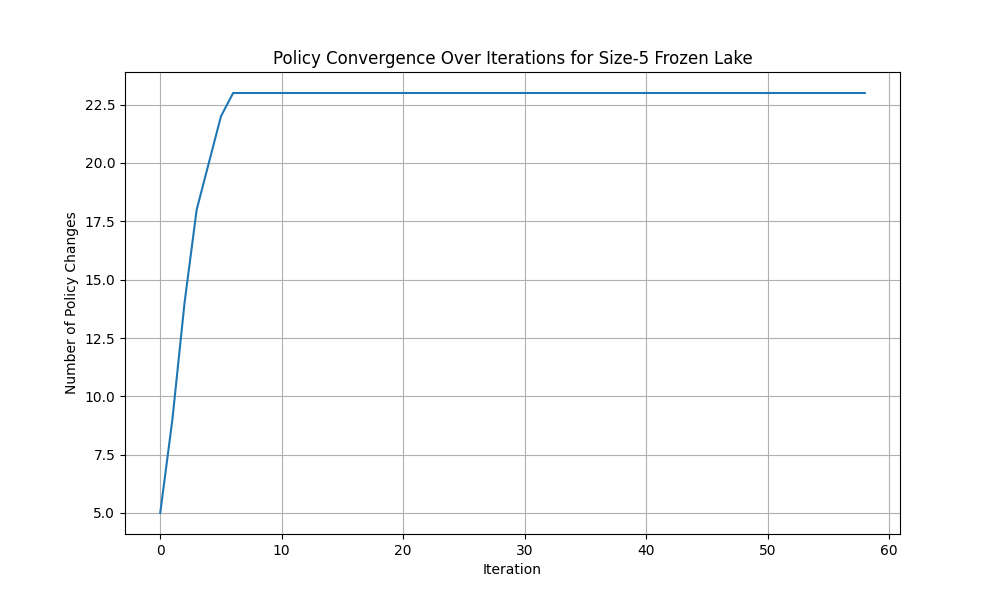 Policy Convergence Over Iterations for Size-5 Frozen Lake
Number of Policy Changes
22.5
20.0
17.5
15.0
12.5
10.0
7.5
5.0
0 10 20 30 40 50 60
Iteration